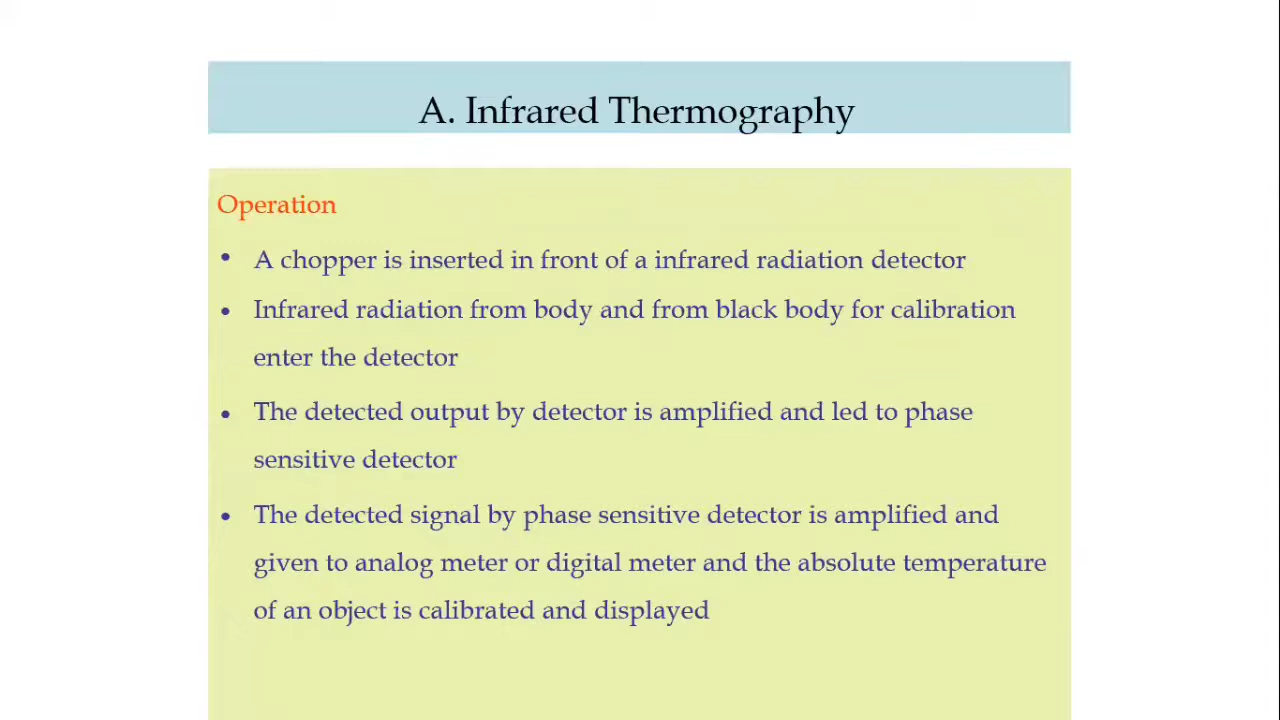 A. Infrared Thermography
Operation
• A chopper is inserted in front of a infrared radiation detector
• Infrared radiation from body and from black body for calibration
enter the detector
• The detected output by detector is amplified and led to phase
sensitive detector
• The detected signal by phase sensitive detector is amplified and
given to analog meter or digital meter and the absolute temperature
of an object is calibrated and displayed